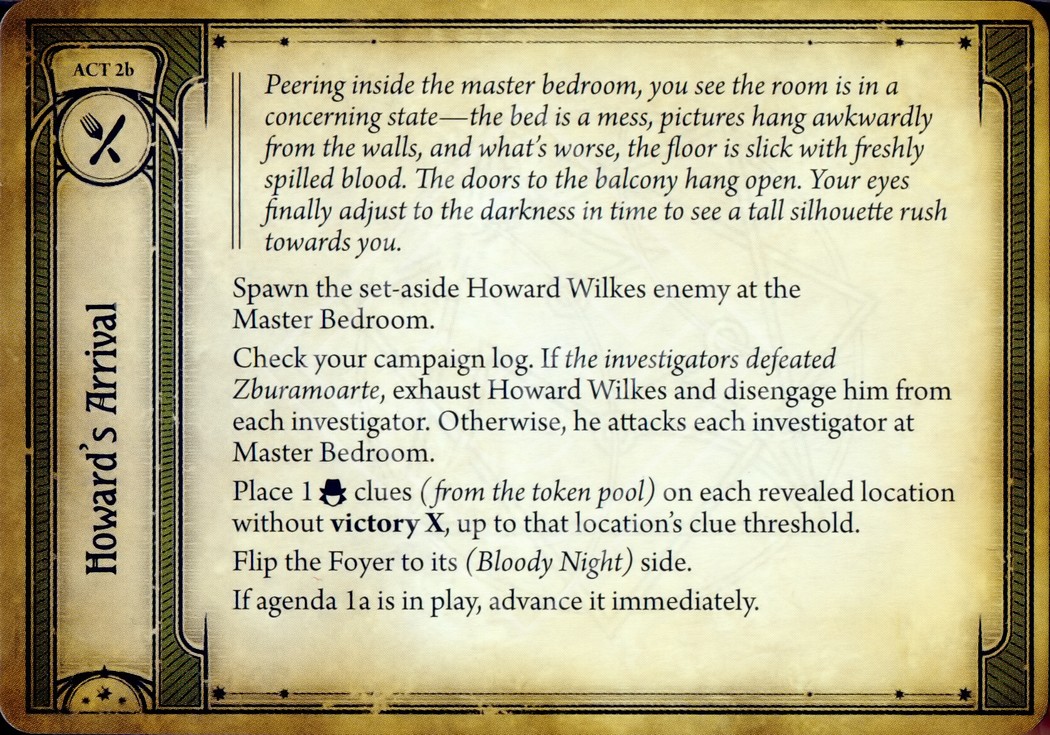 ACT 2b
Howard's Arrival
Peering inside the master bedroom, you see the room is in a
concerning state—the bed is a mess, pictures hang awkwardly
from the walls, and what's worse, the floor is slick with freshly
spilled blood. The doors to the balcony hang open. Your eyes
finally adjust to the darkness in time to see a tall silhouette rush
towards you.
Spawn the set-aside Howard Wilkes enemy at the
Master Bedroom.
Check your campaign log. If the investigators defeated
Zburamoarte, exhaust Howard Wilkes and disengage him from
each investigator. Otherwise, he attacks each investigator at
Master Bedroom.
Place 1 clues (from the token pool) on each revealed location
without victory X, up to that location's clue threshold.
Flip the Foyer to its (Bloody Night) side.
If agenda 1a is in play, advance it immediately.